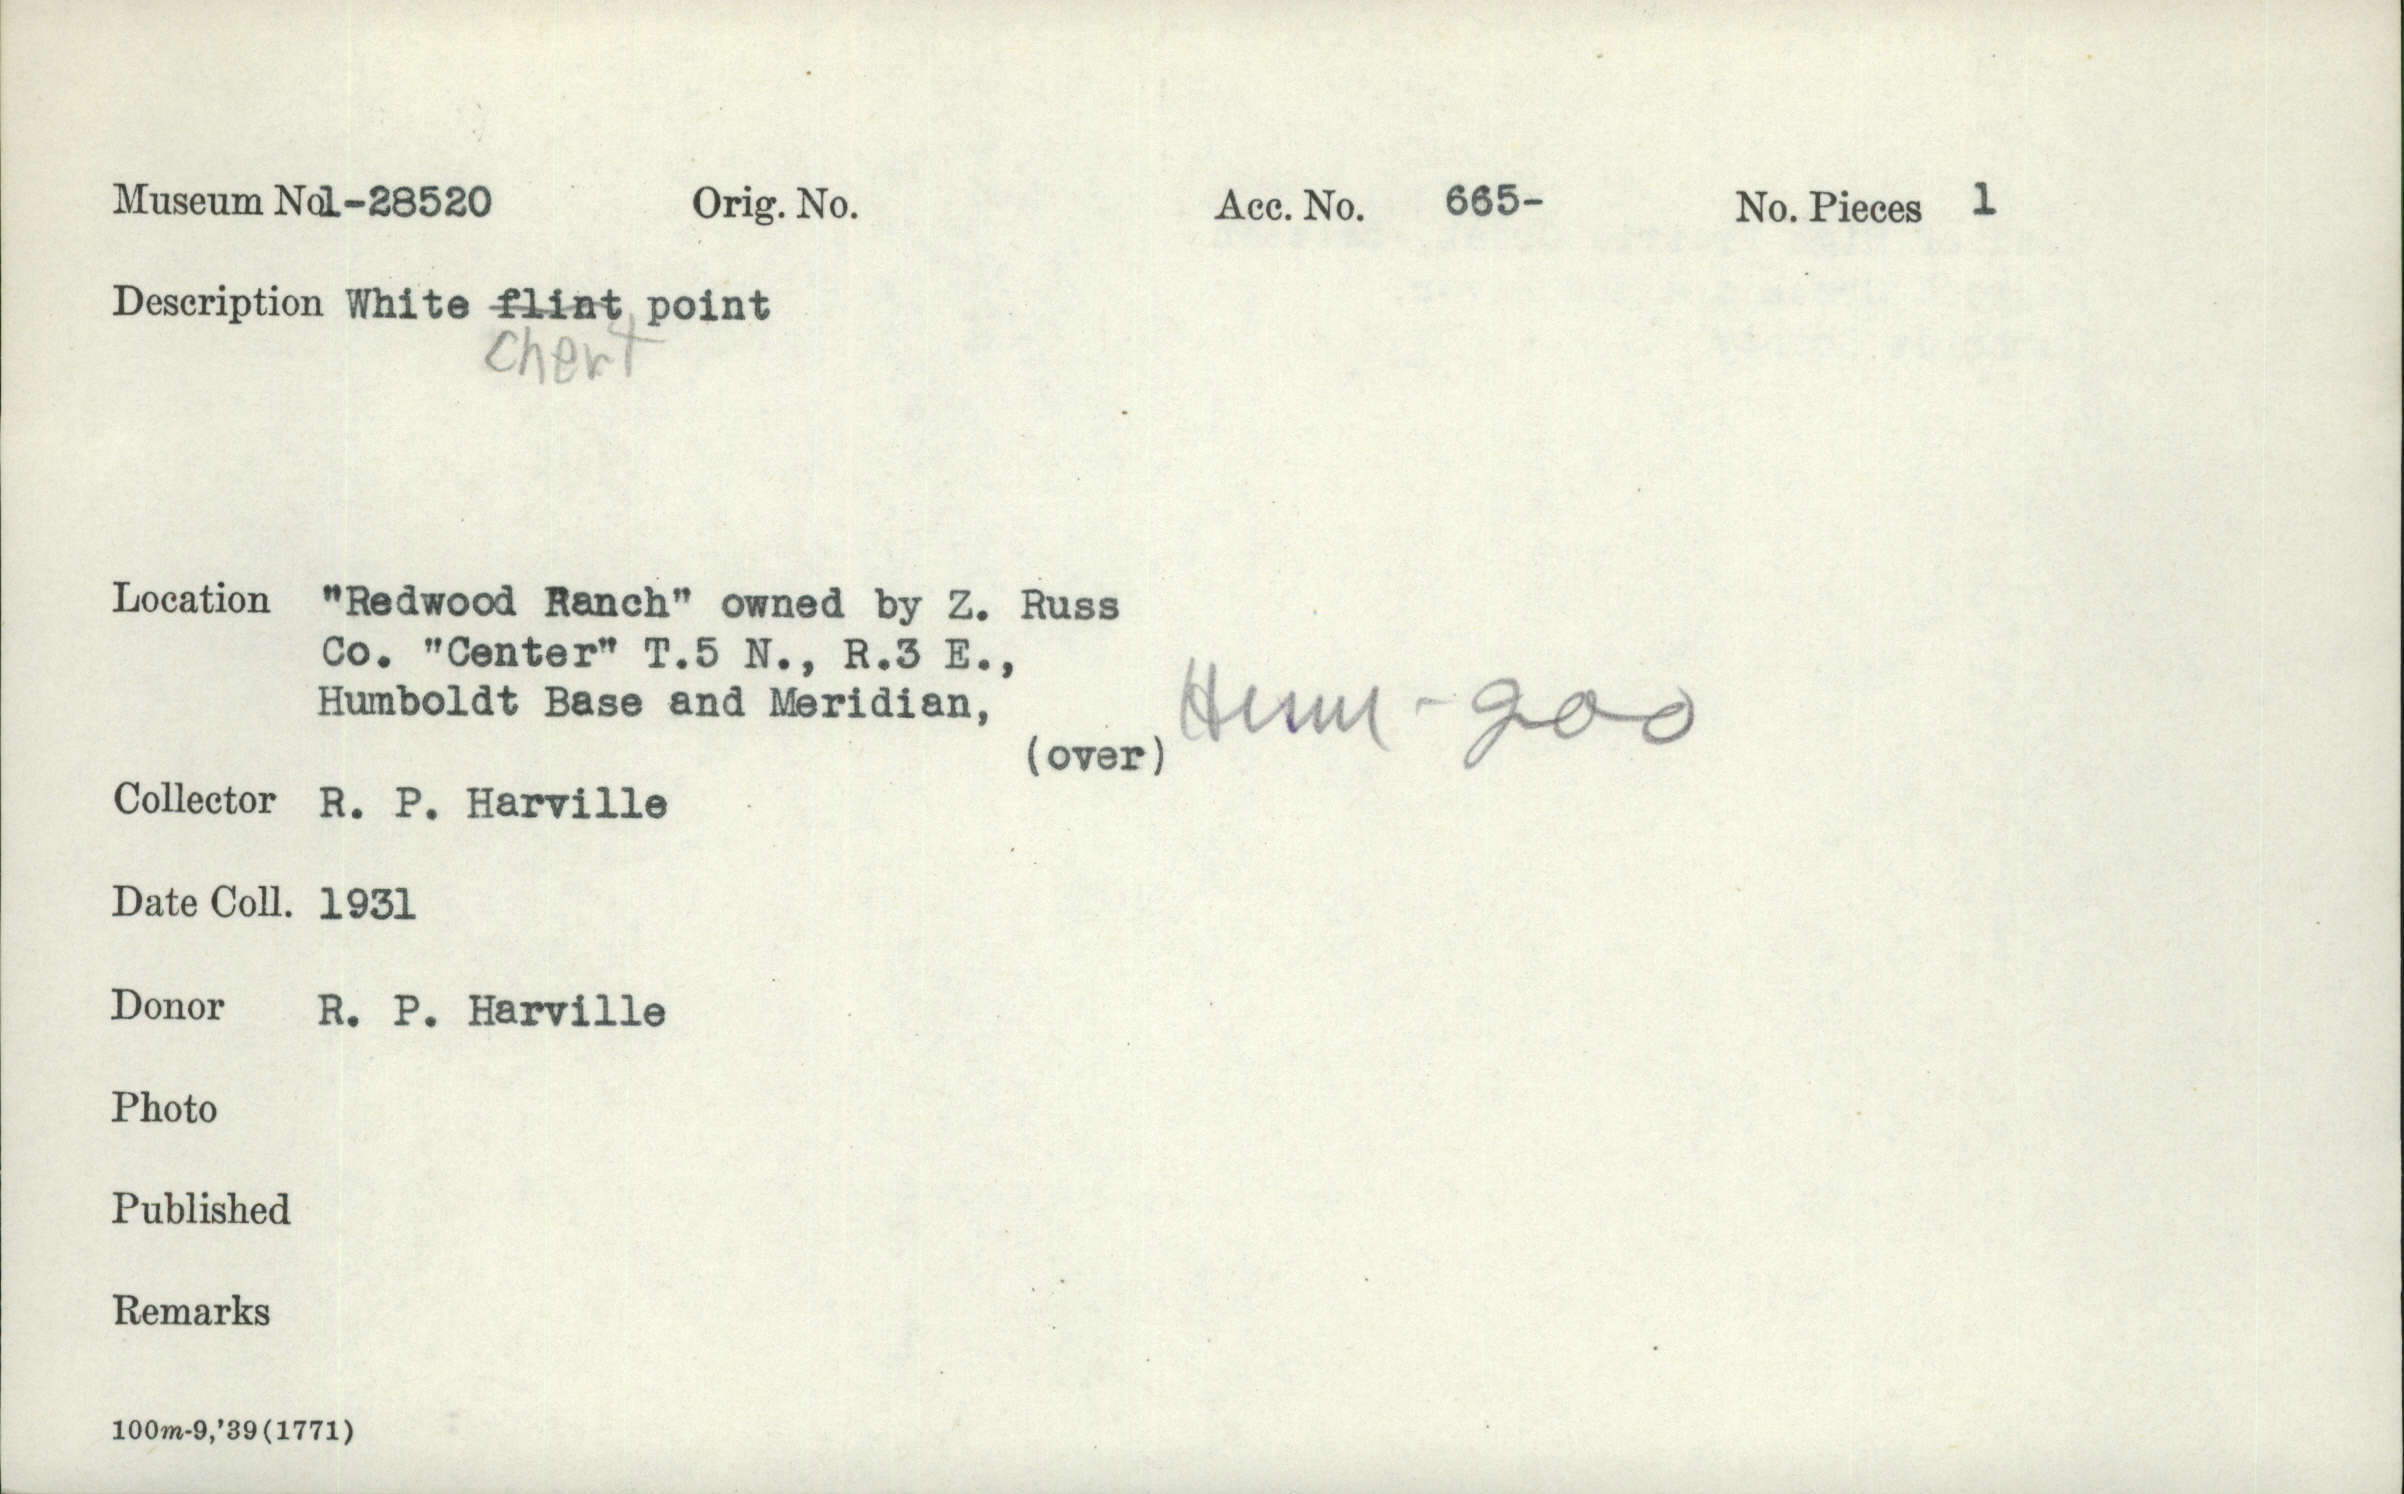 Museum No. 1-28520 Orig. No. Acc. No. 665- No. Pieces 1
Description White flint point
chert
Location "Redwood Ranch" owned by Z. Russ
Co. "Center" T.5 N., R.3 E.,
Humboldt Base and Meridian,
(over) Hum-900
Collector R. P. Harville
Date Coll. 1931
Donor R. P. Harville
Photo
Published
Remarks
100m-9,'39(1771)